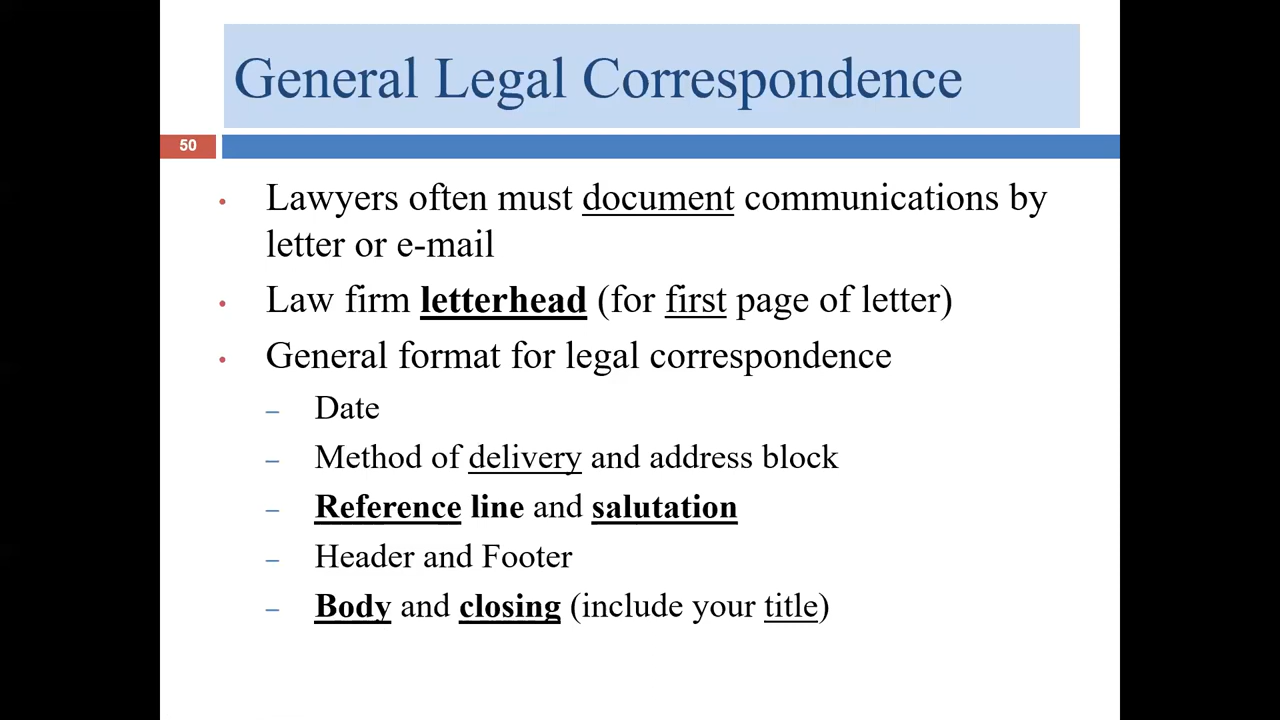 General Legal Correspondence
50
• Lawyers often must document communications by
letter or e-mail
• Law firm letterhead (for first page of letter)
• General format for legal correspondence
– Date
– Method of delivery and address block
– Reference line and salutation
– Header and Footer
– Body and closing (include your title)